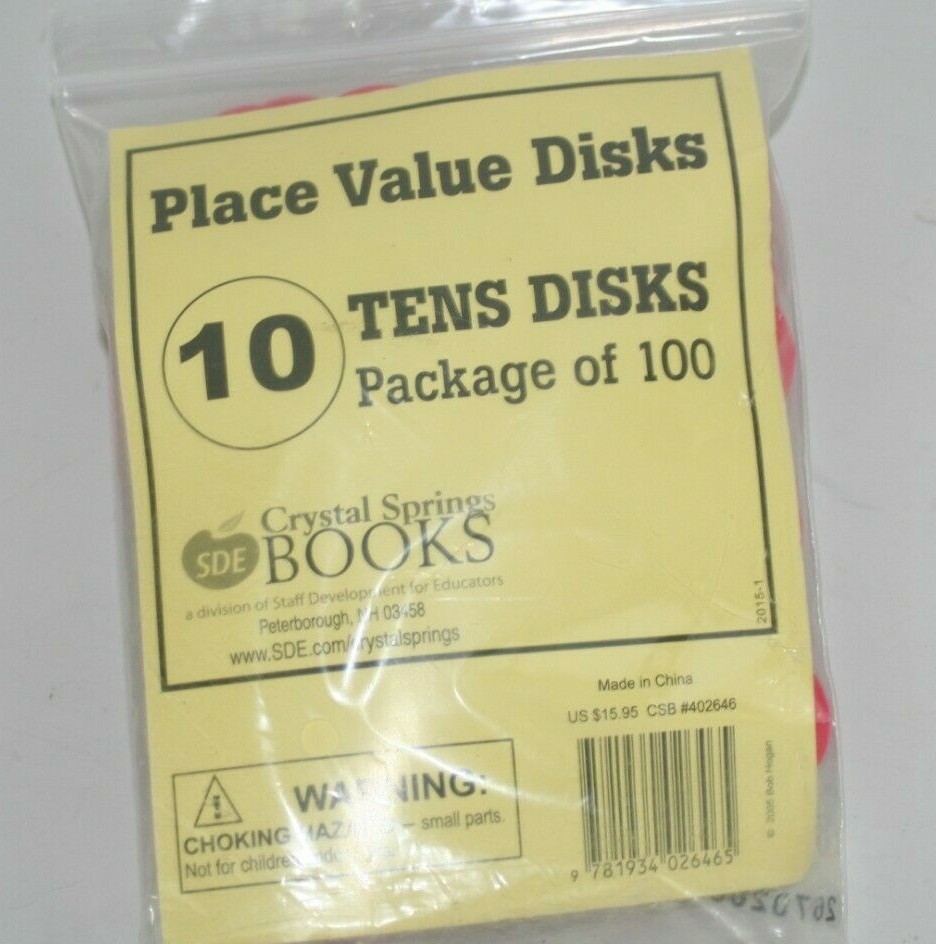 Place Value Disks
10
TENS DISKS
Package of 100
SDE
Crystal Springs
BOOKS
a division of Staff Development for Educators
Peterborough, NH 03458
www.SDE.com/crystalsprings
2015-1
Made in China
US $15.95 CSB #402646
WARNING:
CHOKING HAZARD — small parts.
Not for children
9 781934 026465
© 2005 Bob Hogan